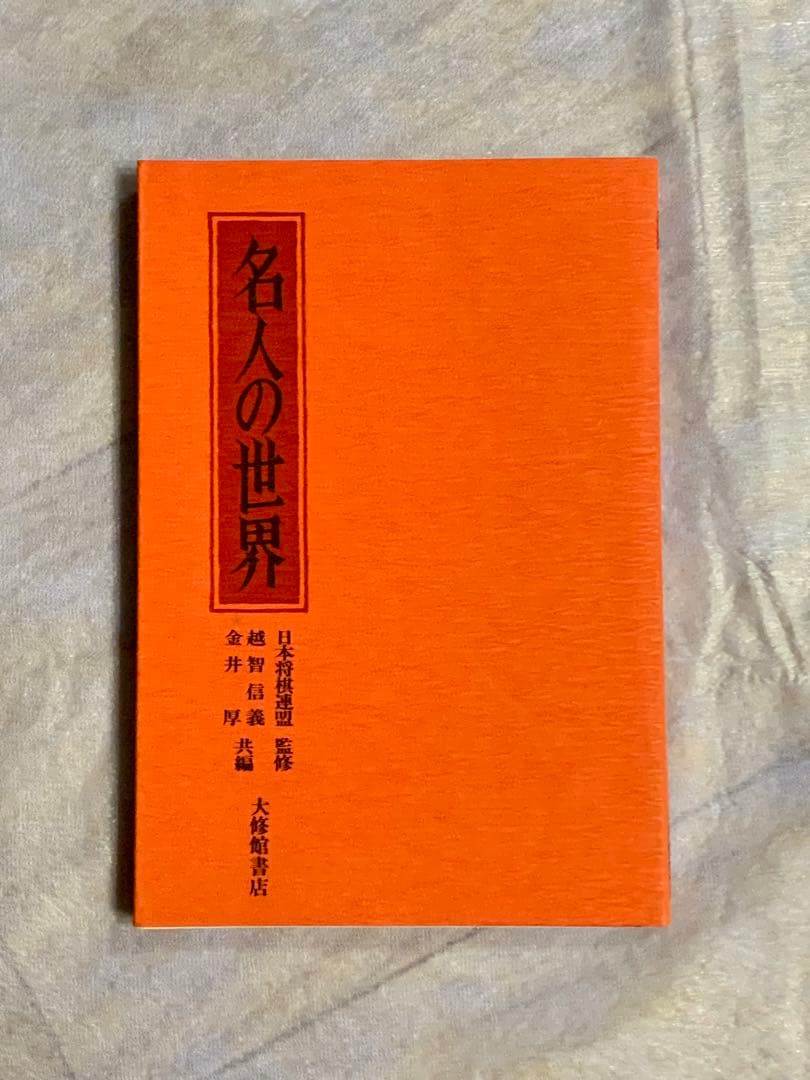 名人の世界
日本将棋連盟 監修
越智信義
金井 厚 共編
大修館書店